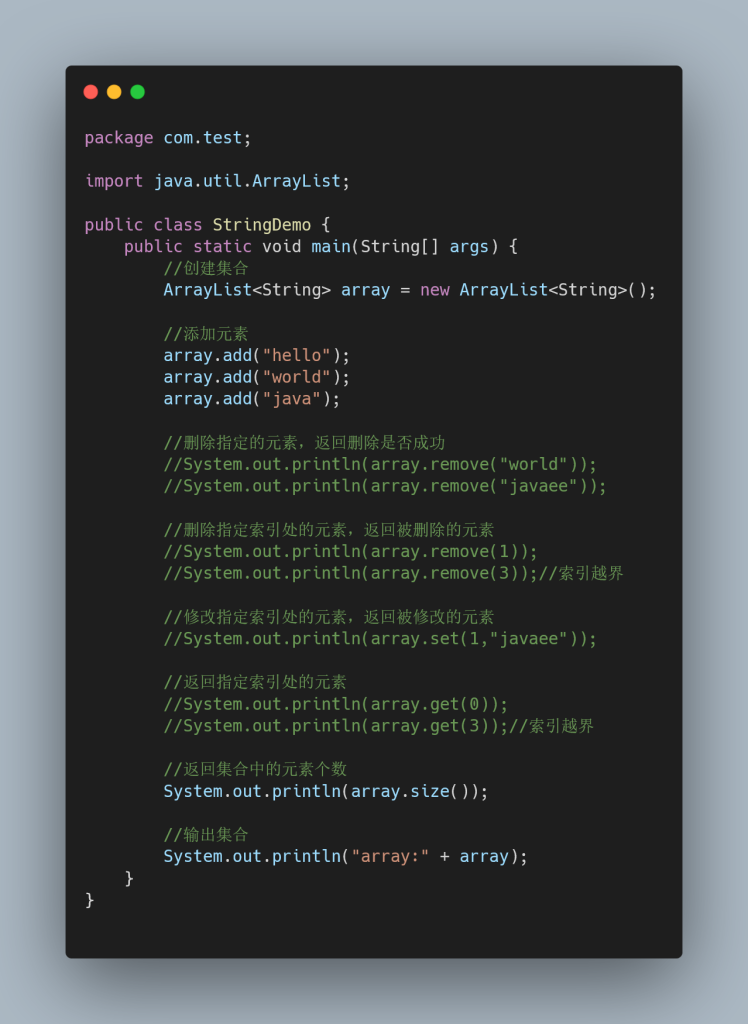 package com.test;

import java.util.ArrayList;

public class StringDemo {
    public static void main(String[] args) {
        //创建集合
        ArrayList<String> array = new ArrayList<String>();

        //添加元素
        array.add("hello");
        array.add("world");
        array.add("java");

        //删除指定的元素，返回删除是否成功
        //System.out.println(array.remove("world"));
        //System.out.println(array.remove("javaee"));

        //删除指定索引处的元素，返回被删除的元素
        //System.out.println(array.remove(1));
        //System.out.println(array.remove(3));//索引越界

        //修改指定索引处的元素，返回被修改的元素
        //System.out.println(array.set(1,"javaee"));

        //返回指定索引处的元素
        //System.out.println(array.get(0));
        //System.out.println(array.get(3));//索引越界

        //返回集合中的元素个数
        System.out.println(array.size());

        //输出集合
        System.out.println("array:" + array);
    }
}